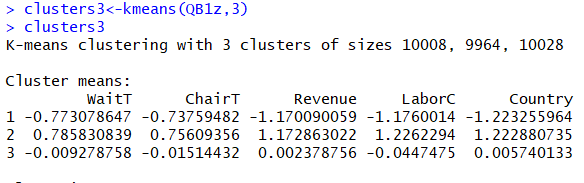 > clusters3<-kmeans(QB1z,3)
> clusters3
K-means clustering with 3 clusters of sizes 10008, 9964, 10028
Cluster means:
WaitT ChairT Revenue LaborC Country
1 -0.773078647 -0.73759482 -1.170090059 -1.1760014 -1.223255964
2 0.785830839 0.75609356 1.172863022 1.2262294 1.222880735
3 -0.009278758 -0.01514432 0.002378756 -0.0447475 0.005740133